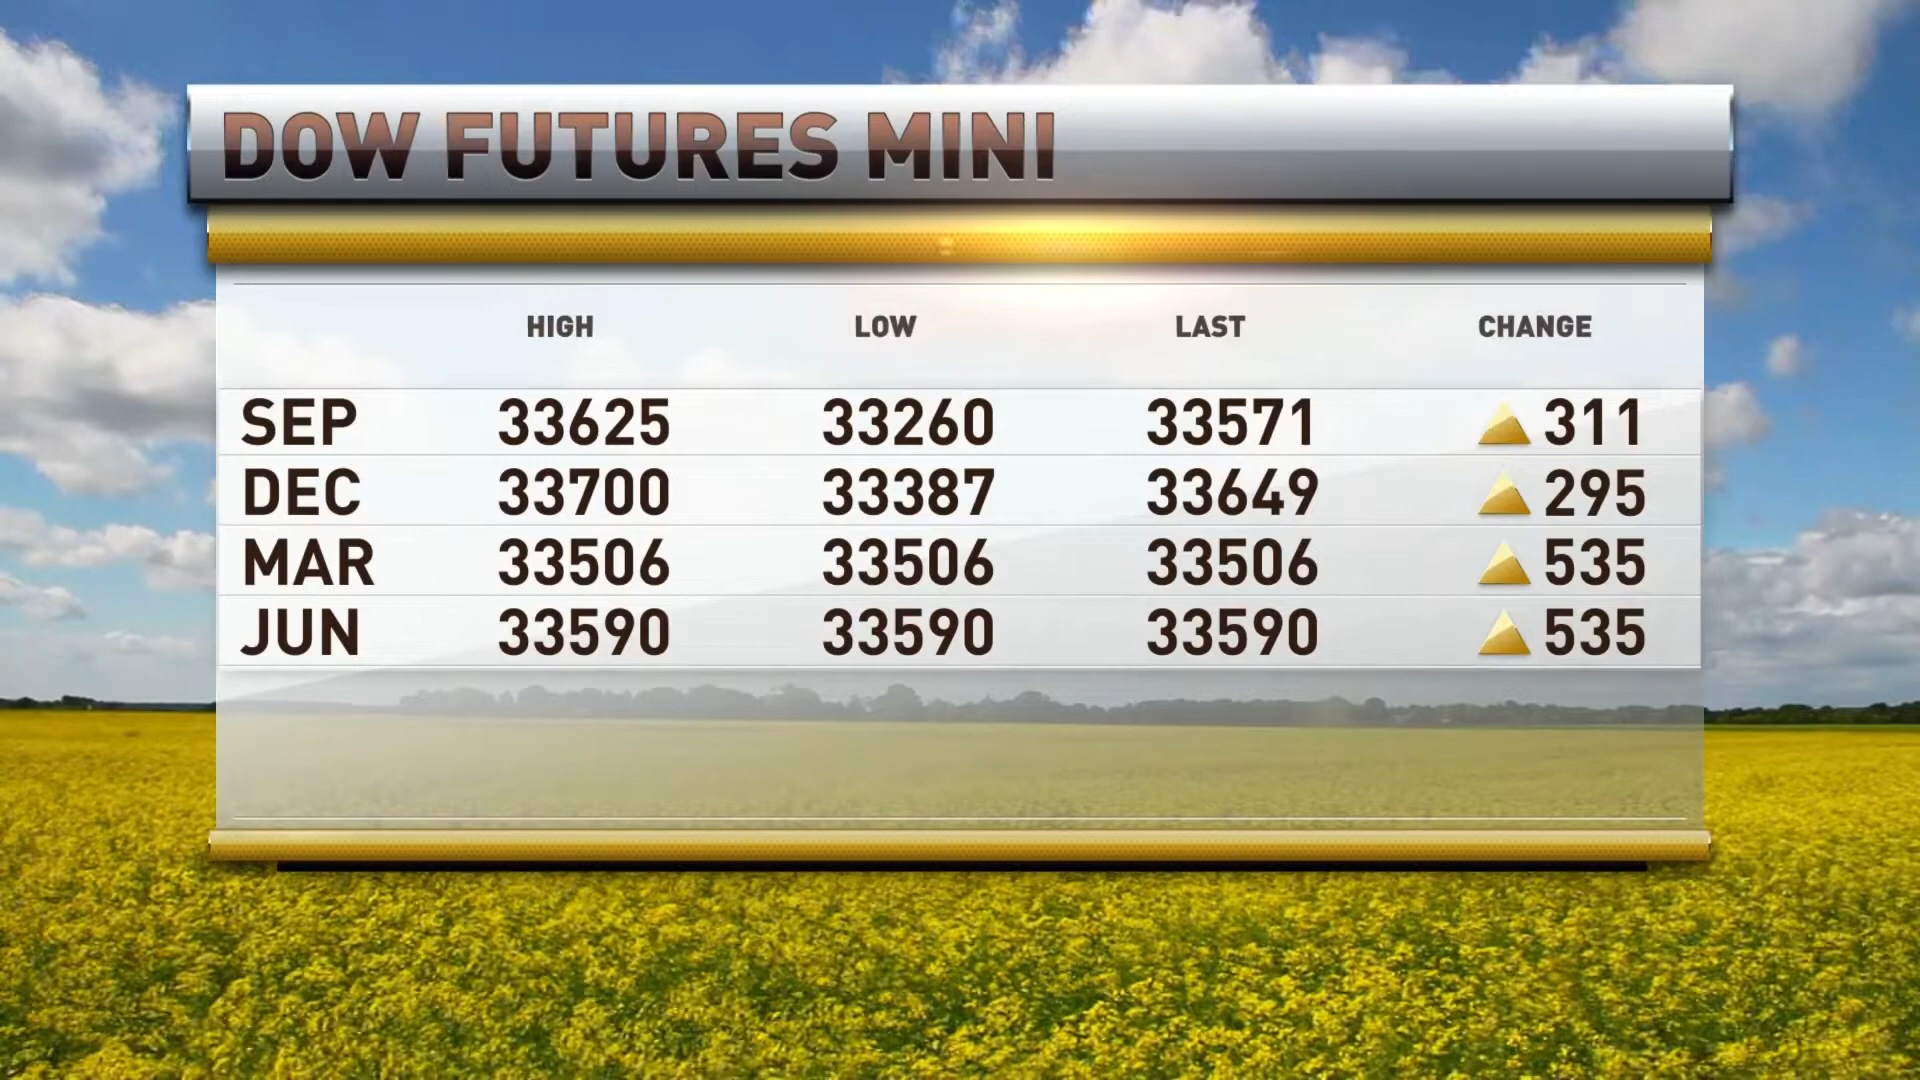 DOW FUTURES MINI
HIGH LOW LAST CHANGE
SEP 33625 33260 33571 311
DEC 33700 33387 33649 295
MAR 33506 33506 33506 535
JUN 33590 33590 33590 535